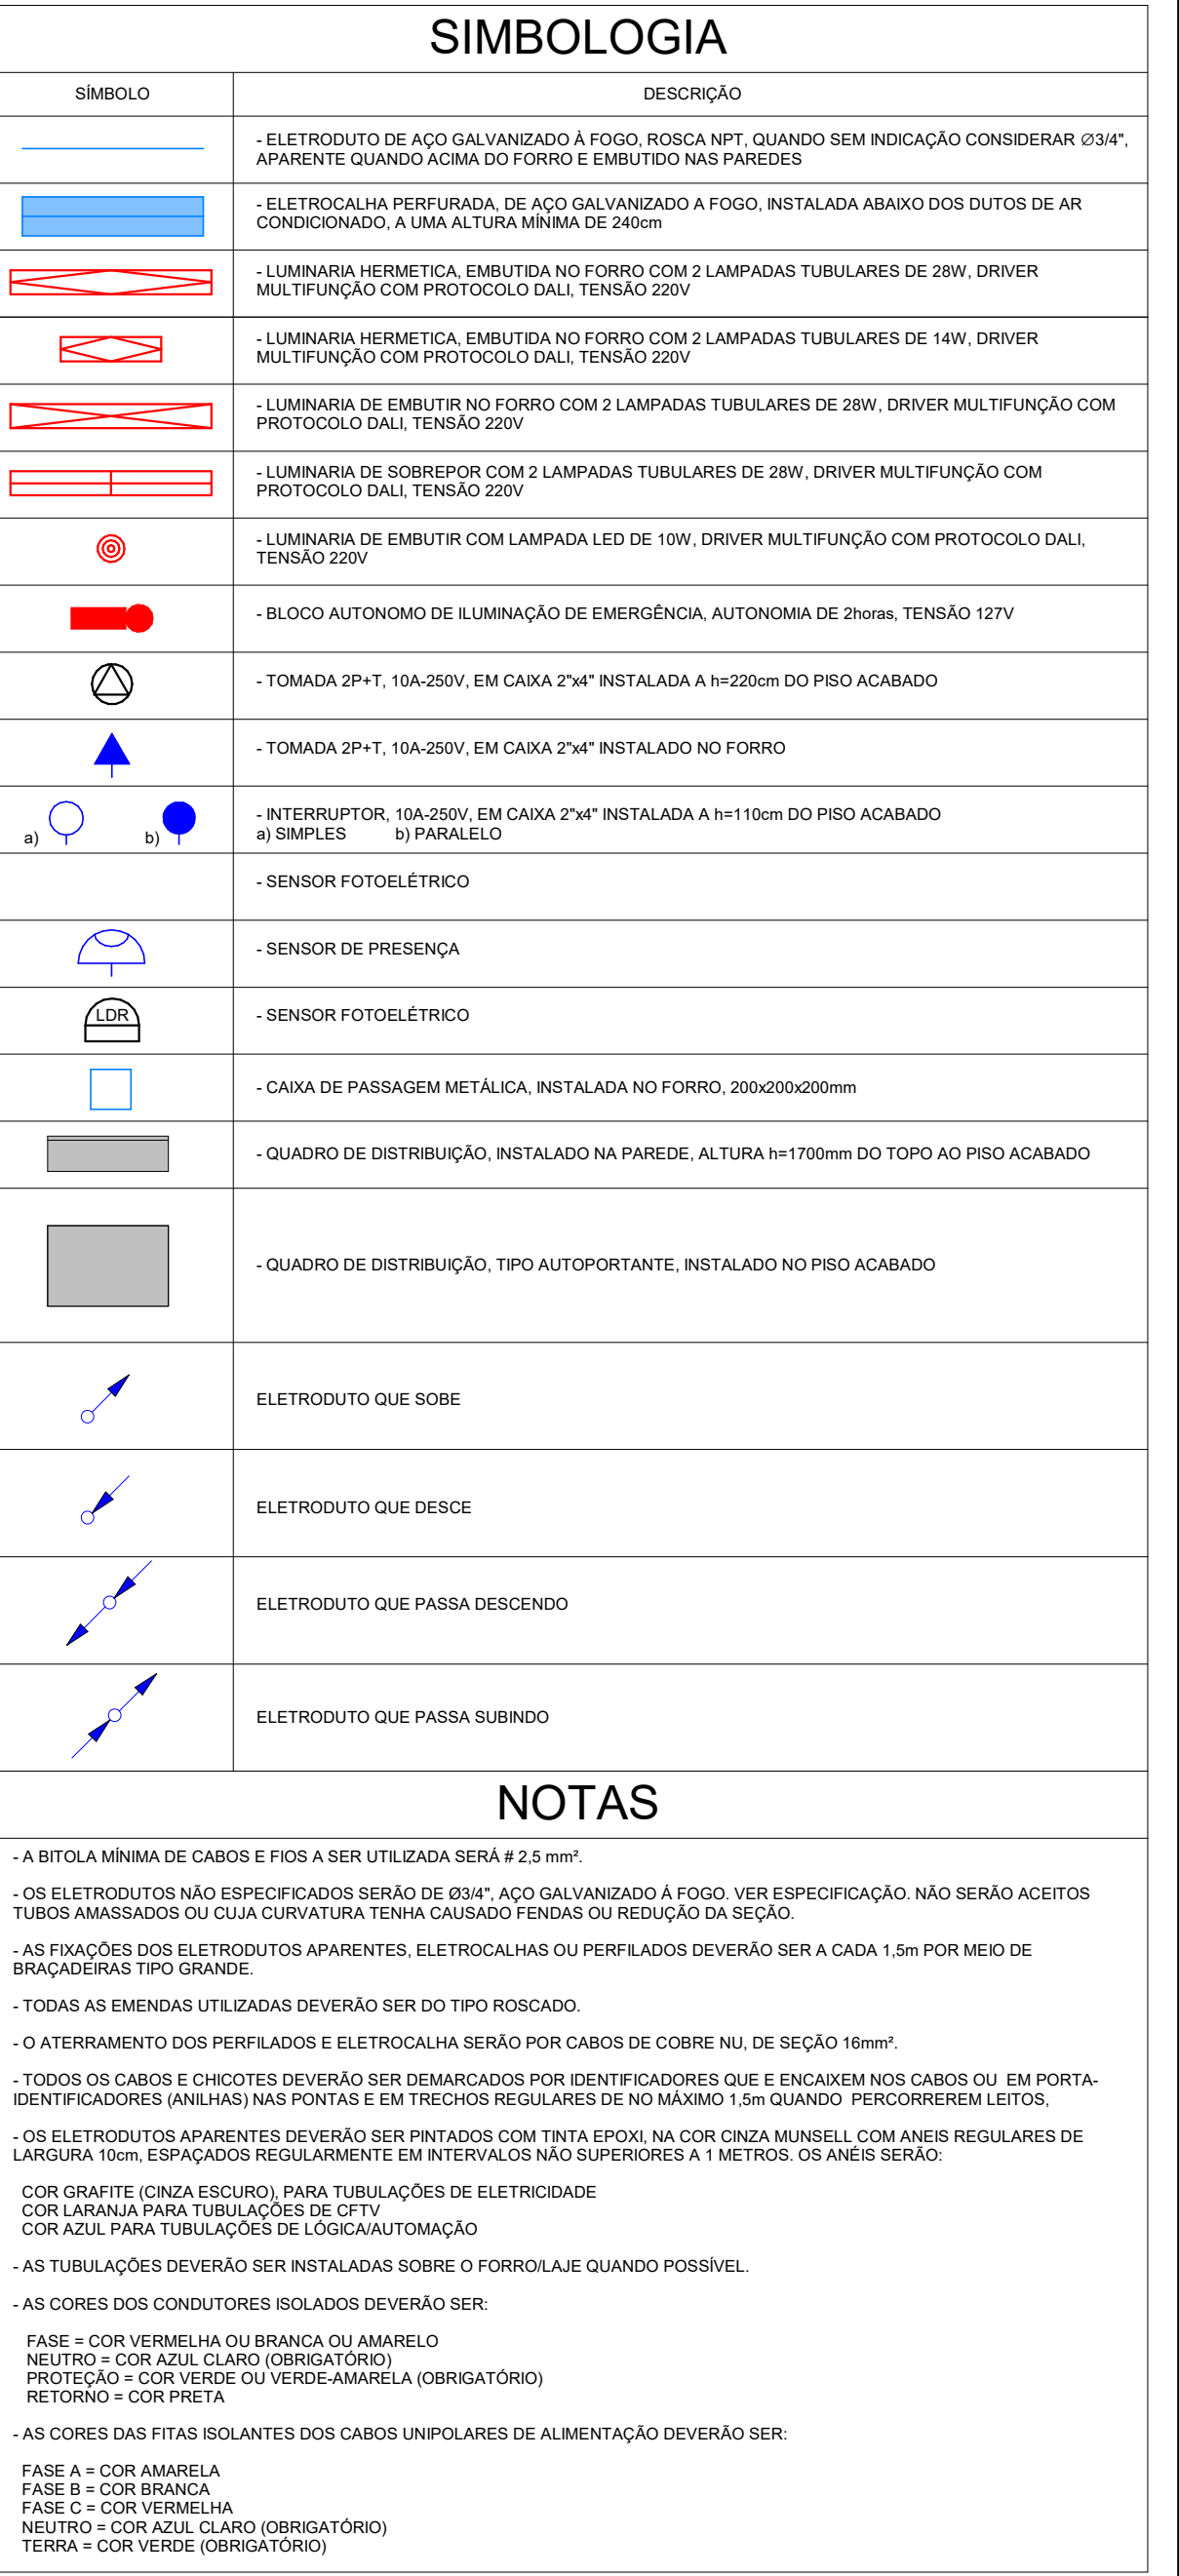 SIMBOLOGIA
SÍMBOLO
DESCRIÇÃO
- ELETRODUTO DE AÇO GALVANIZADO À FOGO, ROSCA NPT, QUANDO SEM INDICAÇÃO CONSIDERAR ∅3/4",
APARENTE QUANDO ACIMA DO FORRO E EMBUTIDO NAS PAREDES
- ELETROCALHA PERFURADA, DE AÇO GALVANIZADO A FOGO, INSTALADA ABAIXO DOS DUTOS DE AR
CONDICIONADO, A UMA ALTURA MÍNIMA DE 240cm
- LUMINARIA HERMETICA, EMBUTIDA NO FORRO COM 2 LAMPADAS TUBULARES DE 28W, DRIVER
MULTIFUNÇÃO COM PROTOCOLO DALI, TENSÃO 220V
- LUMINARIA HERMETICA, EMBUTIDA NO FORRO COM 2 LAMPADAS TUBULARES DE 14W, DRIVER
MULTIFUNÇÃO COM PROTOCOLO DALI, TENSÃO 220V
- LUMINARIA DE EMBUTIR NO FORRO COM 2 LAMPADAS TUBULARES DE 28W, DRIVER MULTIFUNÇÃO COM
PROTOCOLO DALI, TENSÃO 220V
- LUMINARIA DE SOBREPOR COM 2 LAMPADAS TUBULARES DE 28W, DRIVER MULTIFUNÇÃO COM
PROTOCOLO DALI, TENSÃO 220V
- LUMINARIA DE EMBUTIR COM LAMPADA LED DE 10W, DRIVER MULTIFUNÇÃO COM PROTOCOLO DALI,
TENSÃO 220V
- BLOCO AUTONOMO DE ILUMINAÇÃO DE EMERGÊNCIA, AUTONOMIA DE 2horas, TENSÃO 127V
- TOMADA 2P+T, 10A-250V, EM CAIXA 2"x4" INSTALADA A h=220cm DO PISO ACABADO
- TOMADA 2P+T, 10A-250V, EM CAIXA 2"x4" INSTALADO NO FORRO
a) b)
- INTERRUPTOR, 10A-250V, EM CAIXA 2"x4" INSTALADA A h=110cm DO PISO ACABADO
a) SIMPLES b) PARALELO
- SENSOR FOTOELÉTRICO
- SENSOR DE PRESENÇA
LDR
- SENSOR FOTOELÉTRICO
- CAIXA DE PASSAGEM METÁLICA, INSTALADA NO FORRO, 200x200x200mm
- QUADRO DE DISTRIBUIÇÃO, INSTALADO NA PAREDE, ALTURA h=1700mm DO TOPO AO PISO ACABADO
- QUADRO DE DISTRIBUIÇÃO, TIPO AUTOPORTANTE, INSTALADO NO PISO ACABADO
ELETRODUTO QUE SOBE
ELETRODUTO QUE DESCE
ELETRODUTO QUE PASSA DESCENDO
ELETRODUTO QUE PASSA SUBINDO
NOTAS
- A BITOLA MÍNIMA DE CABOS E FIOS A SER UTILIZADA SERÁ # 2,5 mm².
- OS ELETRODUTOS NÃO ESPECIFICADOS SERÃO DE Ø3/4", AÇO GALVANIZADO Á FOGO. VER ESPECIFICAÇÃO. NÃO SERÃO ACEITOS
TUBOS AMASSADOS OU CUJA CURVATURA TENHA CAUSADO FENDAS OU REDUÇÃO DA SEÇÃO.
- AS FIXAÇÕES DOS ELETRODUTOS APARENTES, ELETROCALHAS OU PERFILADOS DEVERÃO SER A CADA 1,5m POR MEIO DE
BRAÇADEIRAS TIPO GRANDE.
- TODAS AS EMENDAS UTILIZADAS DEVERÃO SER DO TIPO ROSCADO.
- O ATERRAMENTO DOS PERFILADOS E ELETROCALHA SERÃO POR CABOS DE COBRE NU, DE SEÇÃO 16mm².
- TODOS OS CABOS E CHICOTES DEVERÃO SER DEMARCADOS POR IDENTIFICADORES QUE E ENCAIXEM NOS CABOS OU EM PORTA-
IDENTIFICADORES (ANILHAS) NAS PONTAS E EM TRECHOS REGULARES DE NO MÁXIMO 1,5m QUANDO PERCORREREM LEITOS,
- OS ELETRODUTOS APARENTES DEVERÃO SER PINTADOS COM TINTA EPOXI, NA COR CINZA MUNSELL COM ANEIS REGULARES DE
LARGURA 10cm, ESPAÇADOS REGULARMENTE EM INTERVALOS NÃO SUPERIORES A 1 METROS. OS ANÉIS SERÃO:
COR GRAFITE (CINZA ESCURO), PARA TUBULAÇÕES DE ELETRICIDADE
COR LARANJA PARA TUBULAÇÕES DE CFTV
COR AZUL PARA TUBULAÇÕES DE LÓGICA/AUTOMAÇÃO
- AS TUBULAÇÕES DEVERÃO SER INSTALADAS SOBRE O FORRO/LAJE QUANDO POSSÍVEL.
- AS CORES DOS CONDUTORES ISOLADOS DEVERÃO SER:
FASE = COR VERMELHA OU BRANCA OU AMARELO
NEUTRO = COR AZUL CLARO (OBRIGATÓRIO)
PROTEÇÃO = COR VERDE OU VERDE-AMARELA (OBRIGATÓRIO)
RETORNO = COR PRETA
- AS CORES DAS FITAS ISOLANTES DOS CABOS UNIPOLARES DE ALIMENTAÇÃO DEVERÃO SER:
FASE A = COR AMARELA
FASE B = COR BRANCA
FASE C = COR VERMELHA
NEUTRO = COR AZUL CLARO (OBRIGATÓRIO)
TERRA = COR VERDE (OBRIGATÓRIO)